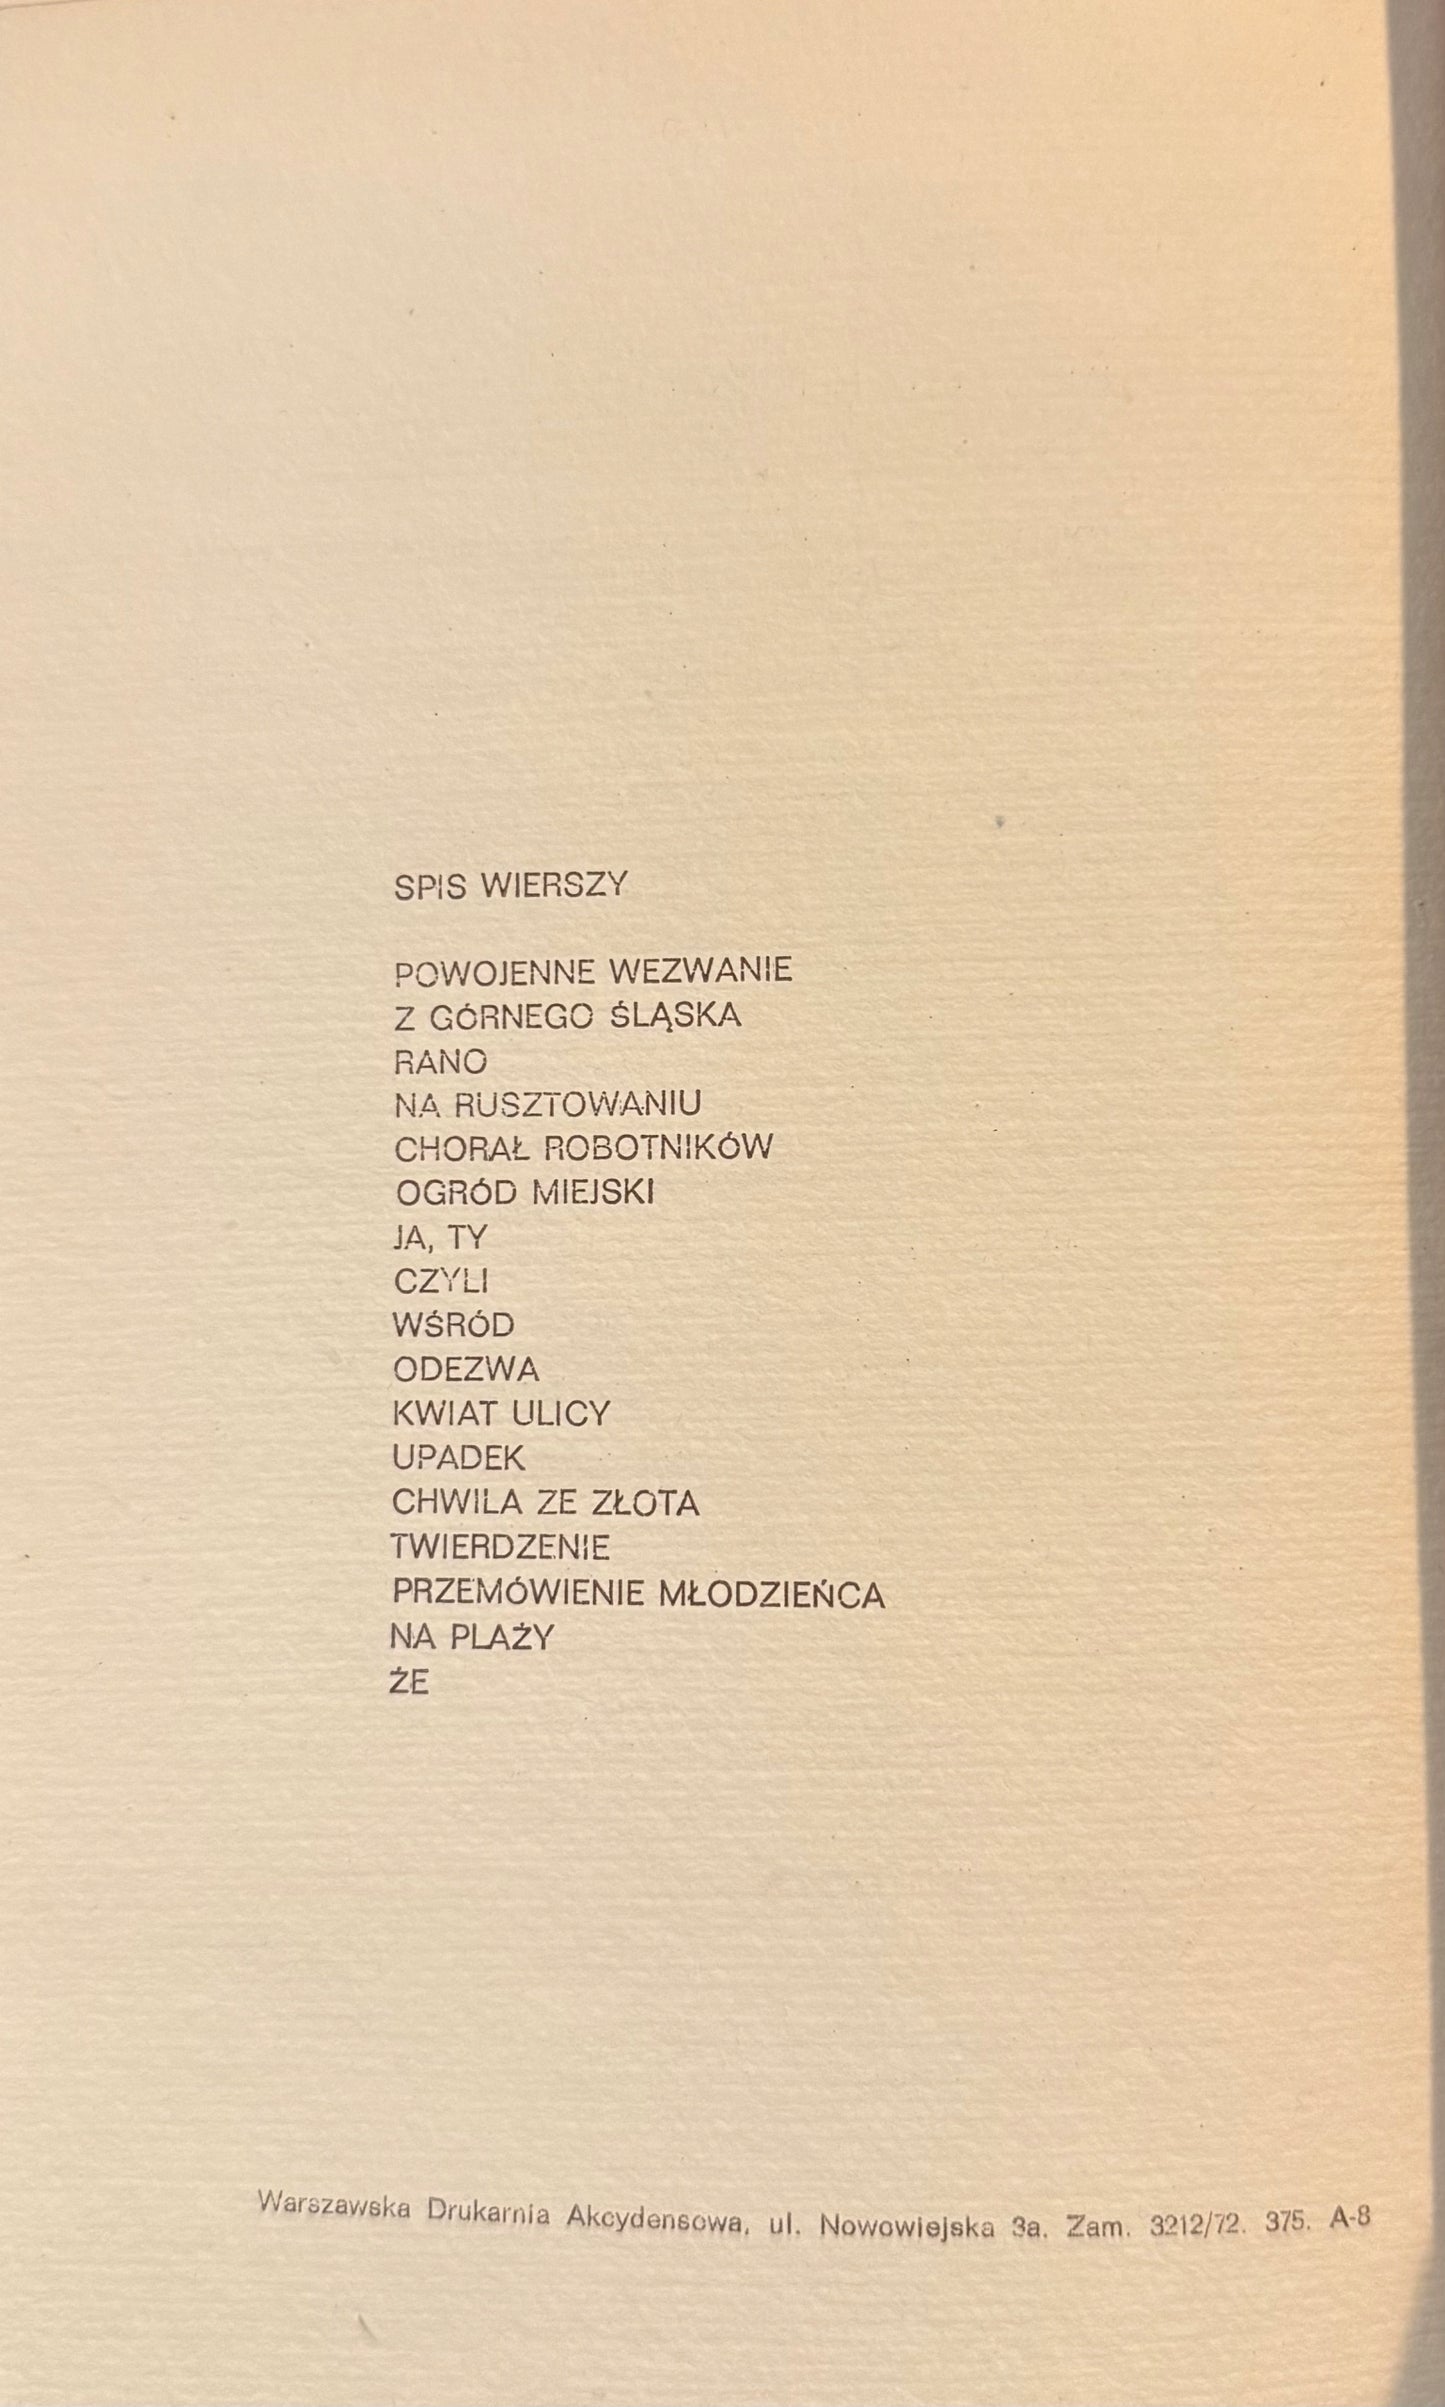 SPIS WIERSZY
POWOJENNE WEZWANIE
Z GÓRNEGO ŚLĄSKA
RANO
NA RUSZTOWANIU
CHORAŁ ROBOTNIKÓW
OGRÓD MIEJSKI
JA, TY
CZYLI
WŚRÓD
ODEZWA
KWIAT ULICY
UPADEK
CHWILA ZE ZŁOTA
TWIERDZENIE
PRZEMÓWIENIE MŁODZIEŃCA
NA PLAŻY
ŻE
Warszawska Drukarnia Akcydensowa, ul. Nowowiejska 3a. Zam. 3212/72. 375. A-8